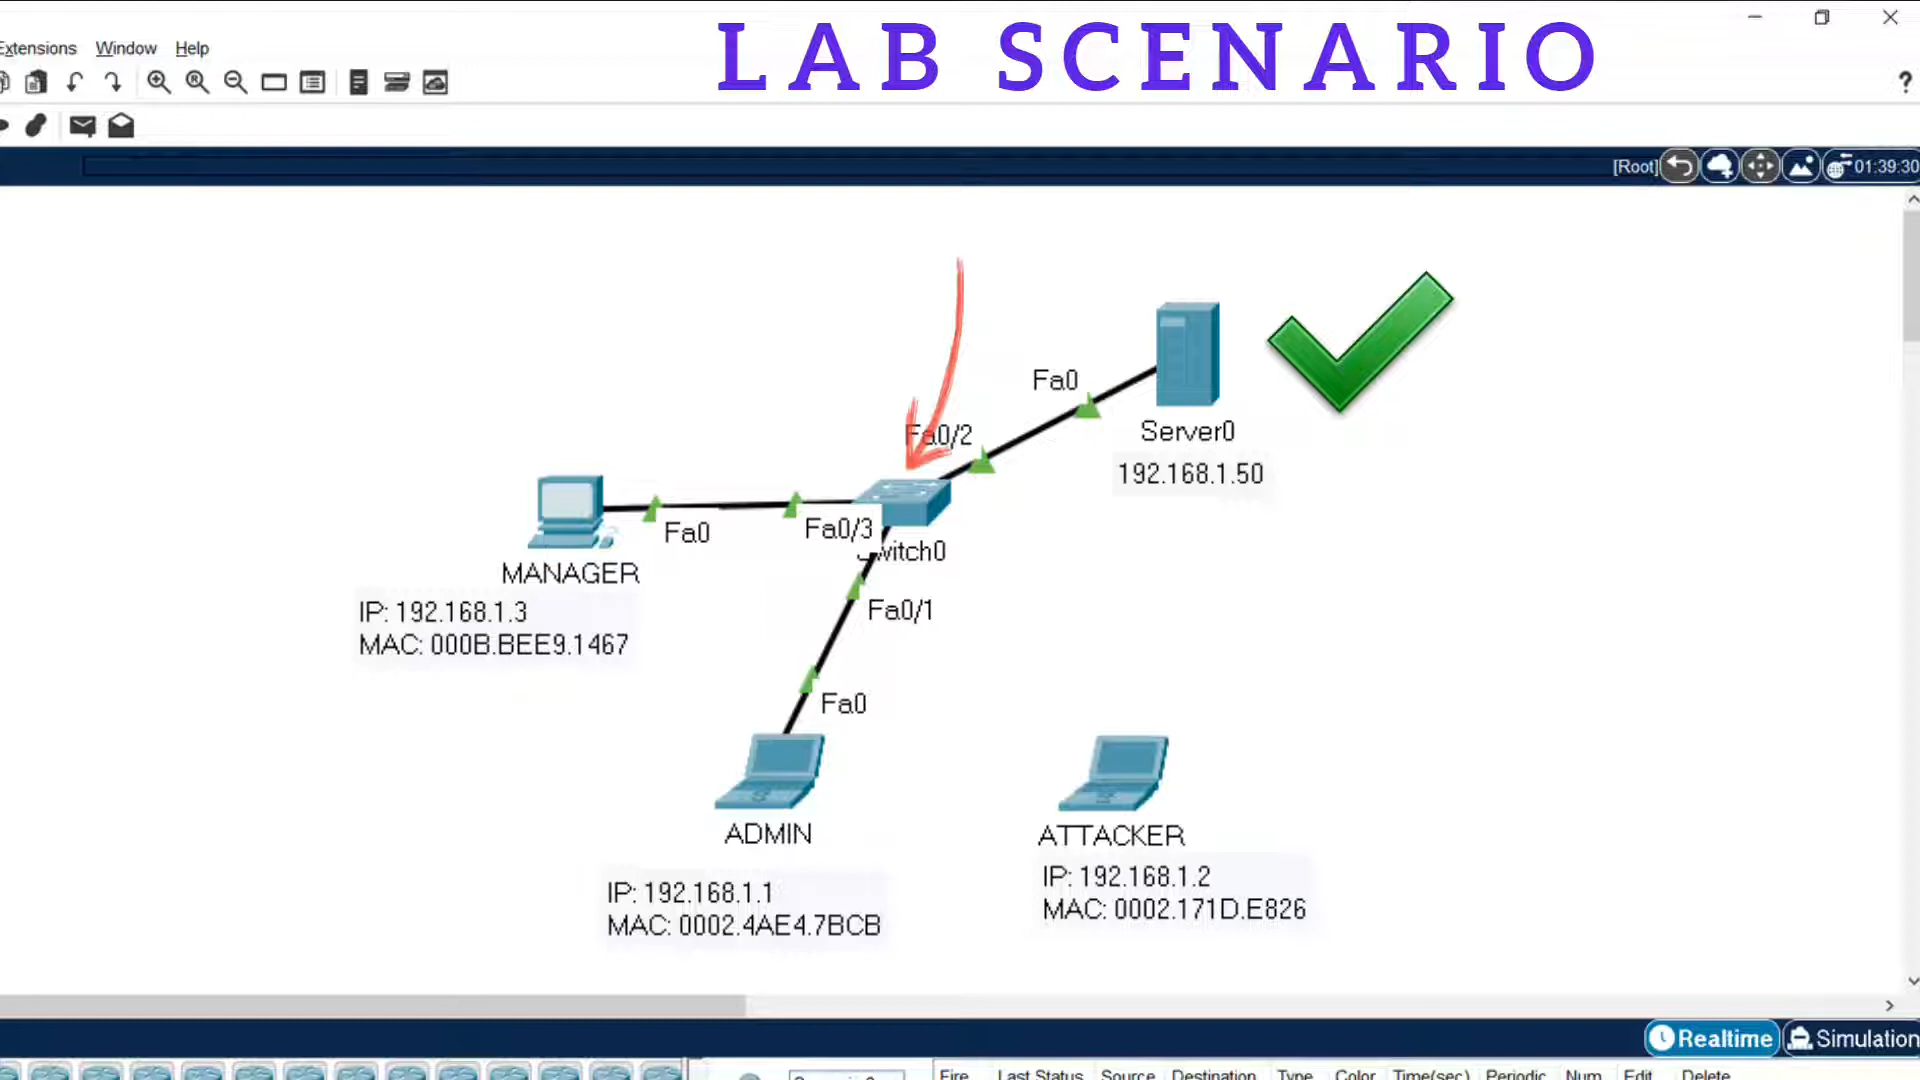 LAB SCENARIO
Extensions Window Help
?
[Root]
01:39:30
Fa0
Fa0/2
Server0
192.168.1.50
Fa0
Fa0/3
Switch0
MANAGER
IP: 192.168.1.3
MAC: 000B.BEE9.1467
Fa0/1
Fa0
ADMIN
ATTACKER
IP: 192.168.1.1
MAC: 0002.4AE4.7BCB
IP: 192.168.1.2
MAC: 0002.171D.E826
Realtime
Simulation
Fire Last Status Source Destination Type Color Time(sec) Periodic Num Edit Delete